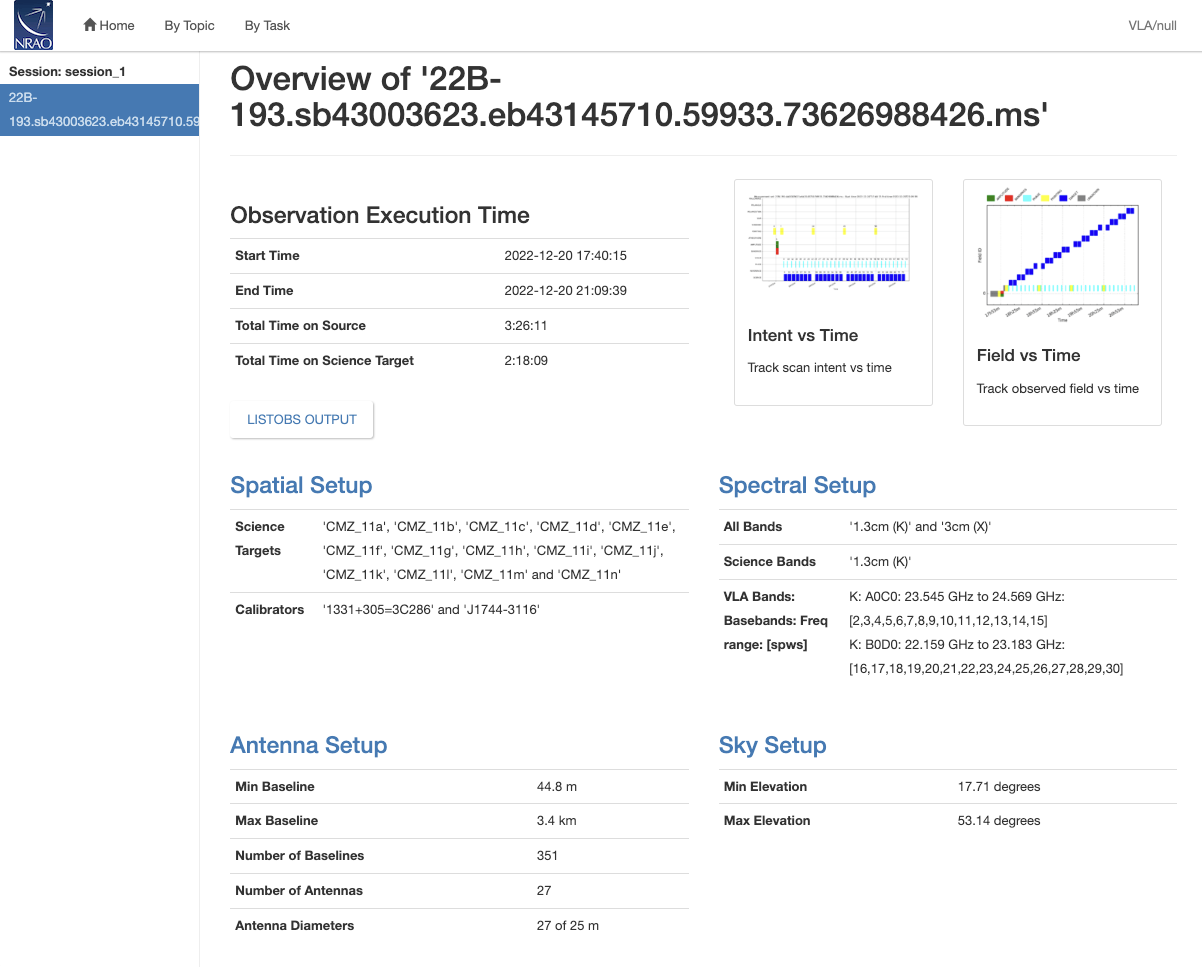 NRAO
Home
By Topic
By Task
VLA/null
Session: session_1
22B-
193.sb43003623.eb43145710.59
Overview of '22B-
193.sb43003623.eb43145710.59933.73626988426.ms'
Observation Execution Time
Start Time 2022-12-20 17:40:15
End Time 2022-12-20 21:09:39
Total Time on Source 3:26:11
Total Time on Science Target 2:18:09
LISTOBS OUTPUT
Intent vs Time
Track scan intent vs time
Field ID
Time
Field vs Time
Track observed field vs time
Spatial Setup
Science 'CMZ_11a', 'CMZ_11b', 'CMZ_11c', 'CMZ_11d', 'CMZ_11e',
Targets 'CMZ_11f', 'CMZ_11g', 'CMZ_11h', 'CMZ_11i', 'CMZ_11j',
'CMZ_11k', 'CMZ_11l', 'CMZ_11m' and 'CMZ_11n'
Calibrators '1331+305=3C286' and 'J1744-3116'
Spectral Setup
All Bands '1.3cm (K)' and '3cm (X)'
Science Bands '1.3cm (K)'
VLA Bands: K: A0C0: 23.545 GHz to 24.569 GHz:
Basebands: Freq [2,3,4,5,6,7,8,9,10,11,12,13,14,15]
range: [spws] K: B0D0: 22.159 GHz to 23.183 GHz:
[16,17,18,19,20,21,22,23,24,25,26,27,28,29,30]
Antenna Setup
Min Baseline 44.8 m
Max Baseline 3.4 km
Number of Baselines 351
Number of Antennas 27
Antenna Diameters 27 of 25 m
Sky Setup
Min Elevation 17.71 degrees
Max Elevation 53.14 degrees